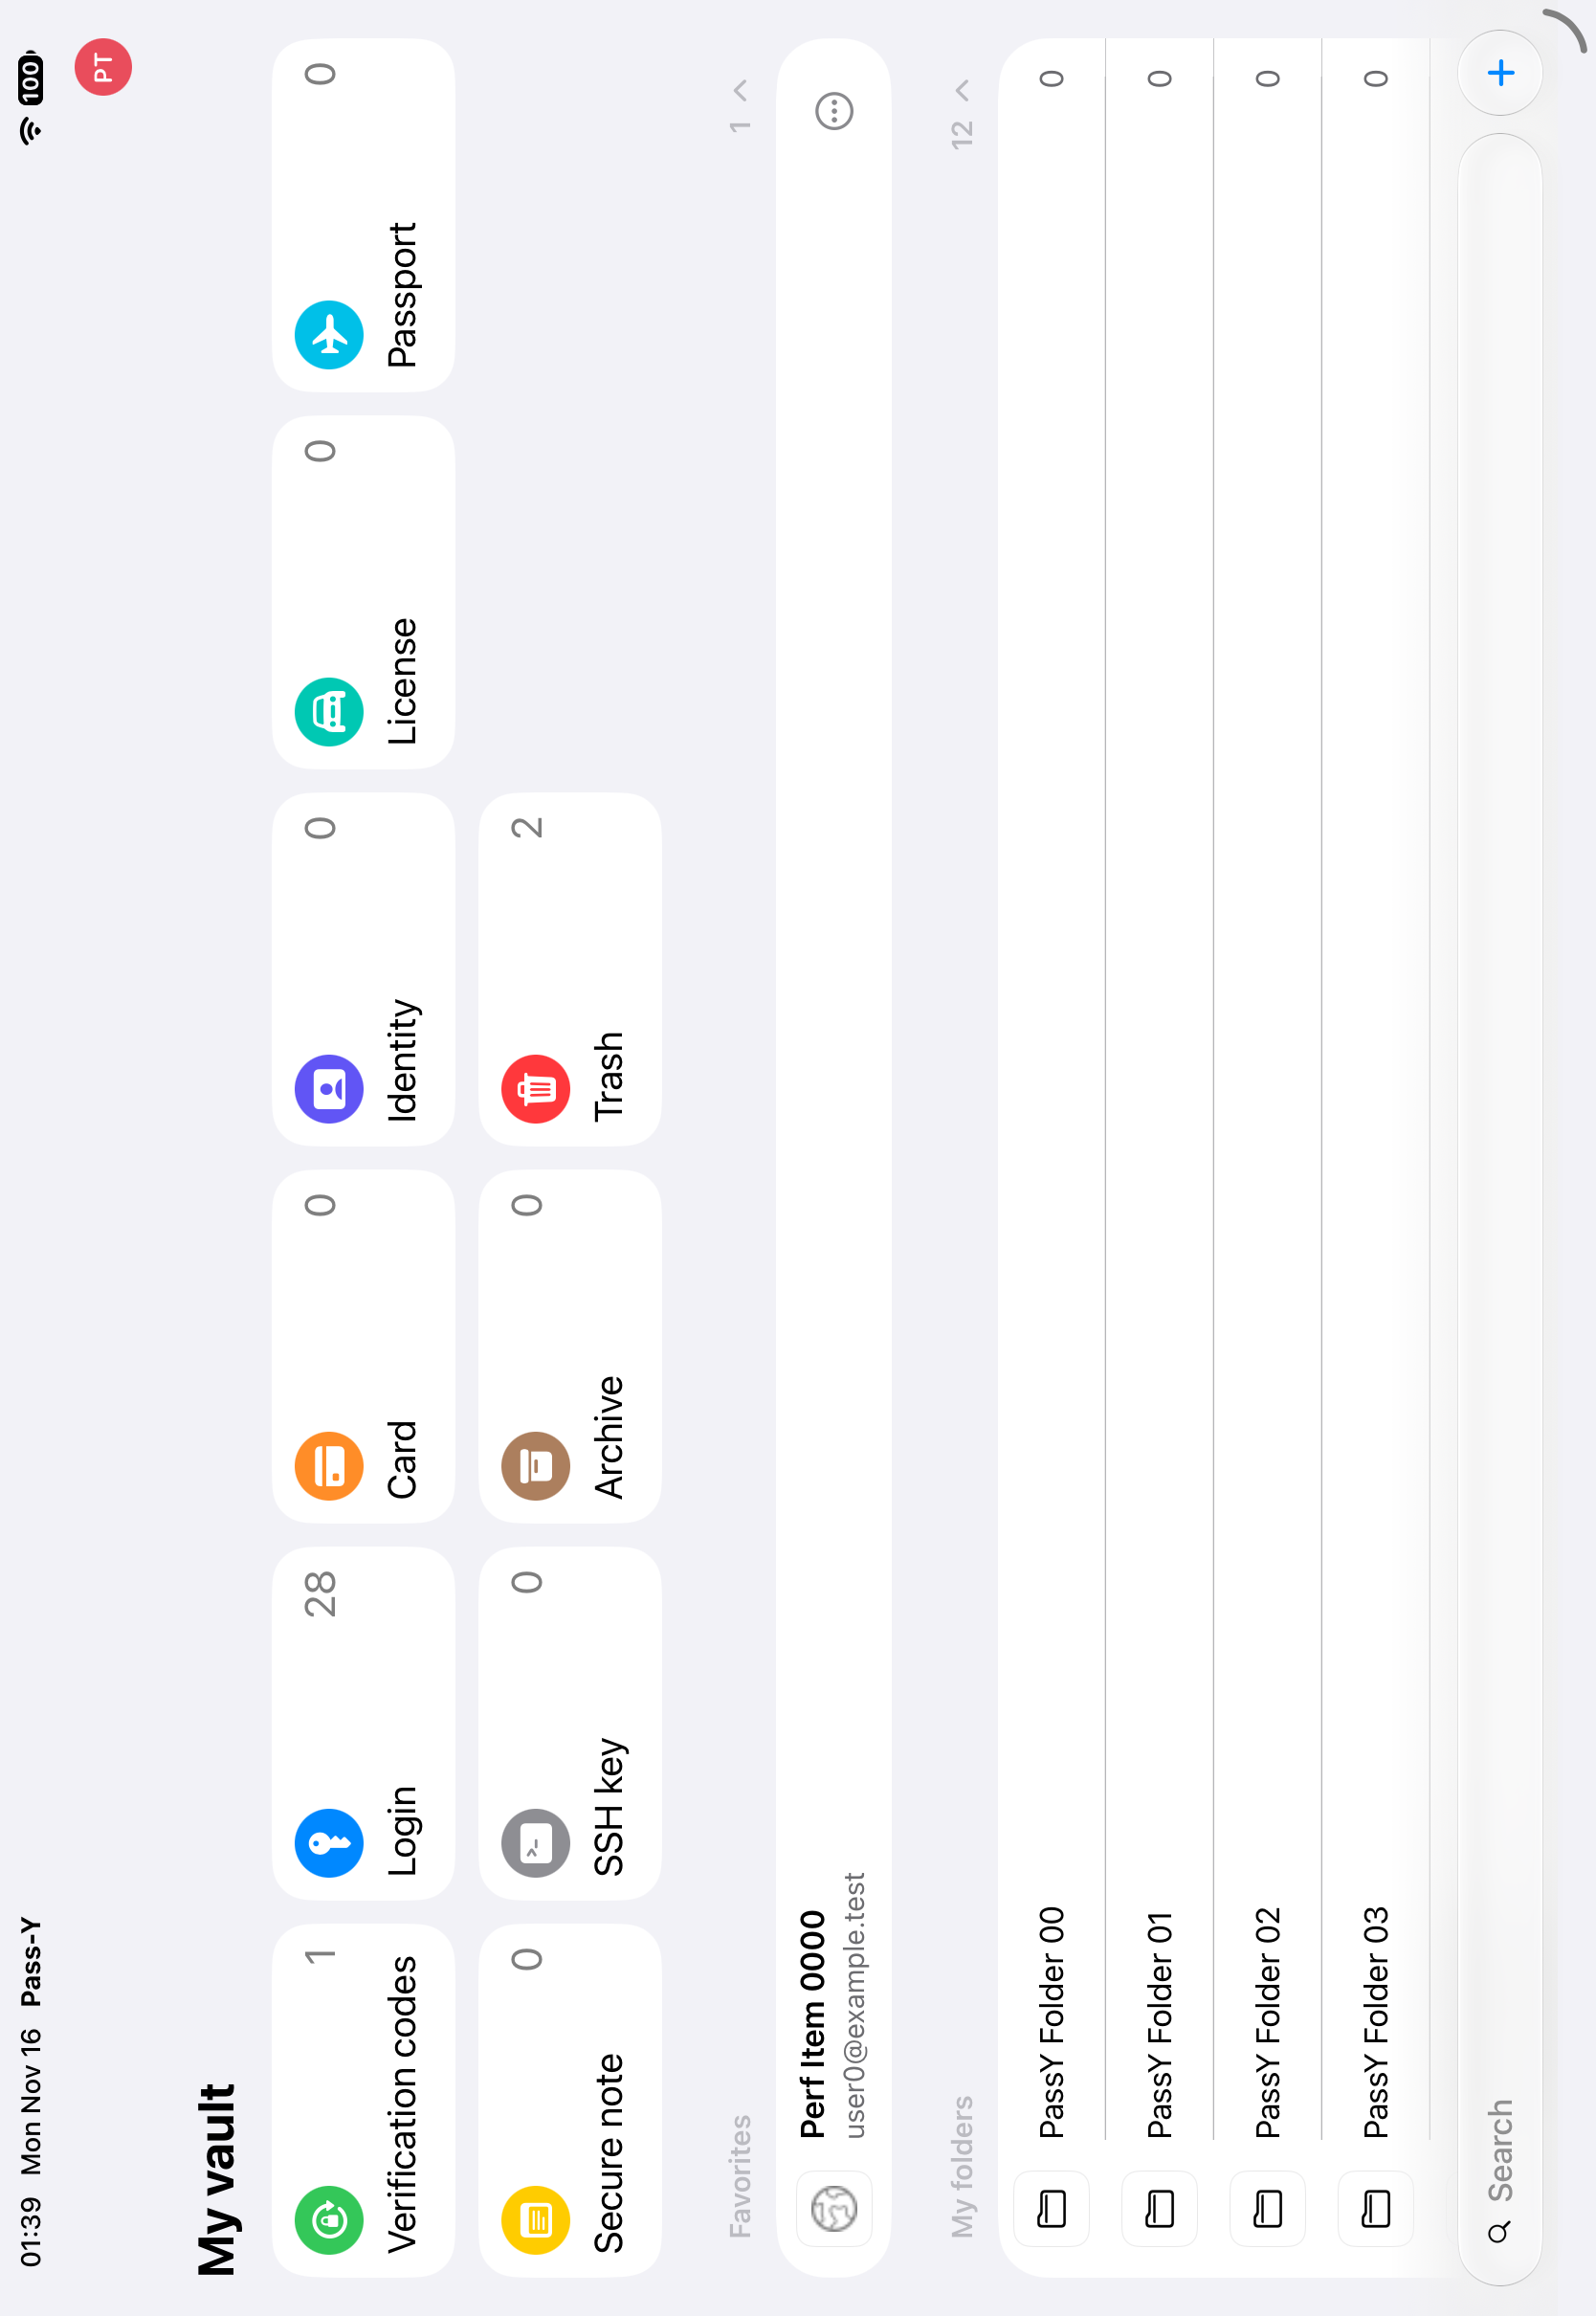 01:39 Mon Nov 16 Pass-Y
100
PT
My vault
1
Verification codes
28
Login
0
Card
0
Identity
0
License
0
Passport
0
Secure note
0
SSH key
0
Archive
2
Trash
Favorites 1
Perf Item 0000
user0@example.test
My folders 12
PassY Folder 00 0
PassY Folder 01 0
PassY Folder 02 0
PassY Folder 03 0
Search